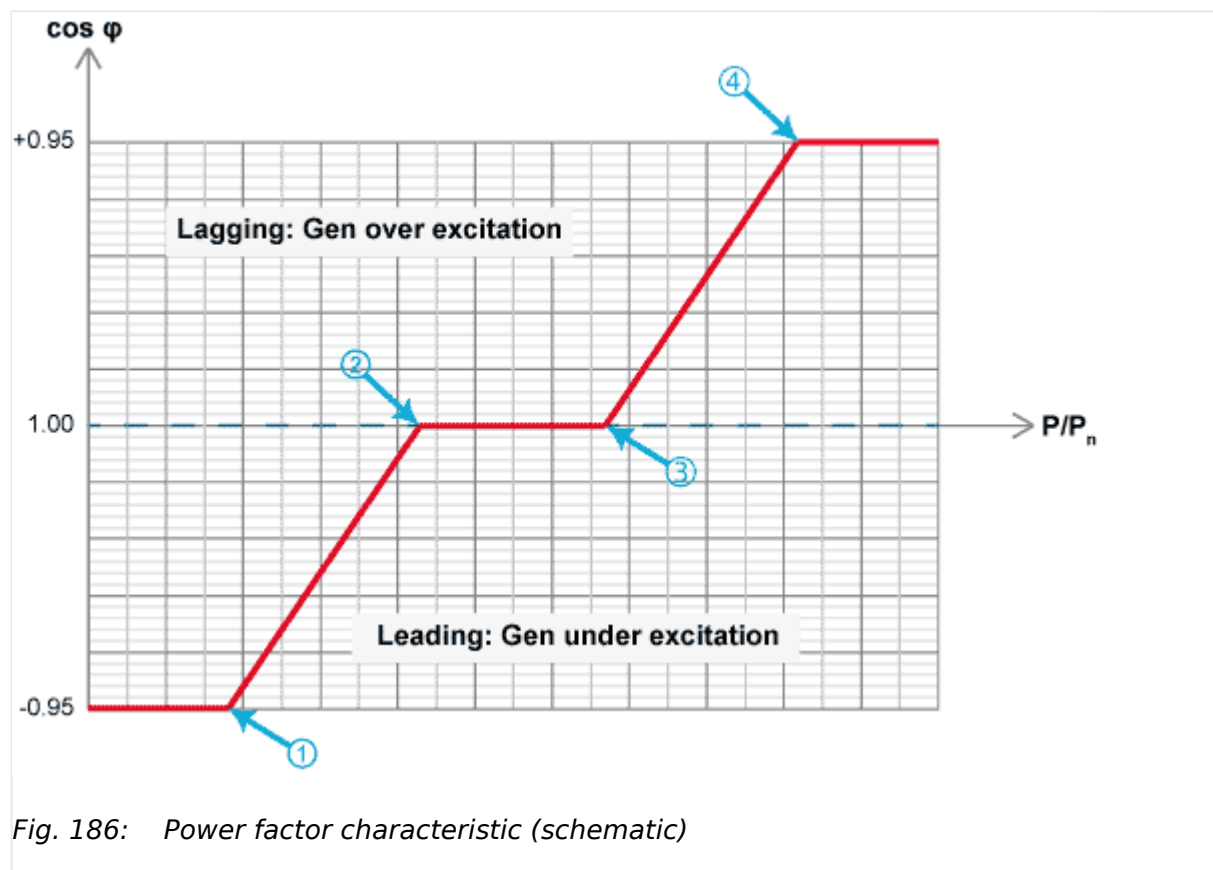 cos φ
④
+0.95
Lagging: Gen over excitation
②
1.00
P/Pn
③
Leading: Gen under excitation
-0.95
①
Fig. 186: Power factor characteristic (schematic)